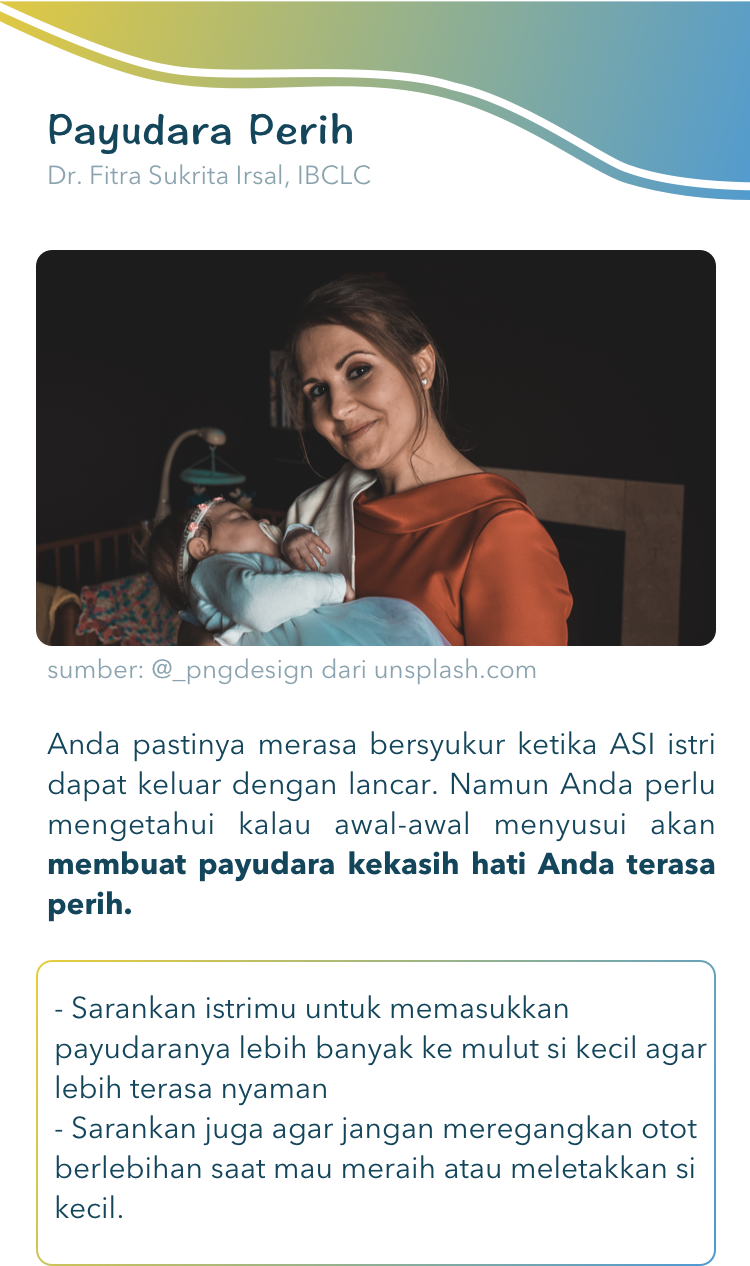 Payudara Perih
Dr. Fitra Sukrita Irsal, IBCLC
sumber: @_pngdesign dari unsplash.com
Anda pastinya merasa bersyukur ketika ASI istri
dapat keluar dengan lancar. Namun Anda perlu
mengetahui kalau awal-awal menyusui akan
membuat payudara kekasih hati Anda terasa
perih.
- Sarankan istrimu untuk memasukkan
payudaranya lebih banyak ke mulut si kecil agar
lebih terasa nyaman
- Sarankan juga agar jangan meregangkan otot
berlebihan saat mau meraih atau meletakkan si
kecil.